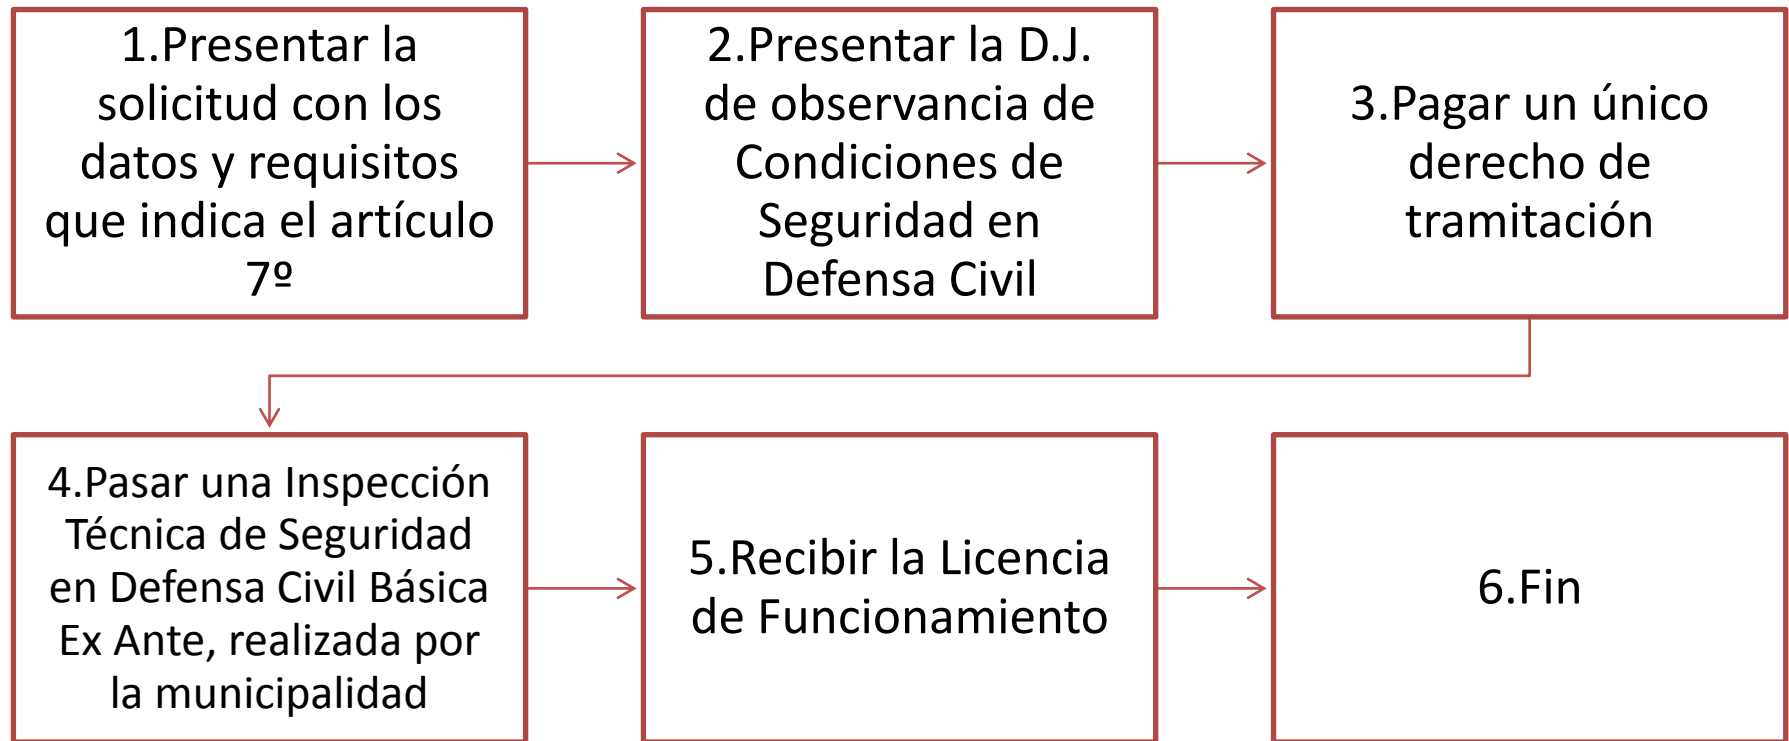 1.Presentar la
solicitud con los
datos y requisitos
que indica el artículo
7º
2.Presentar la D.J.
de observancia de
Condiciones de
Seguridad en
Defensa Civil
3.Pagar un único
derecho de
tramitación
4.Pasar una Inspección
Técnica de Seguridad
en Defensa Civil Básica
Ex Ante, realizada por
la municipalidad
5.Recibir la Licencia
de Funcionamiento
6.Fin